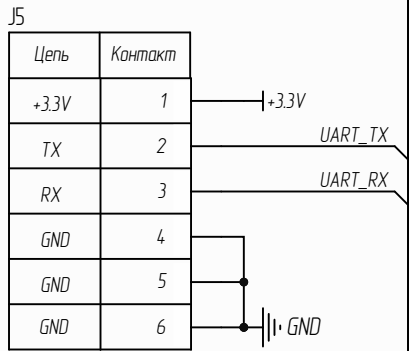 J5
Цепь Контакт
+3.3V 1 +3.3V
TX 2 UART_TX
RX 3 UART_RX
GND 4
GND 5
GND 6 GND